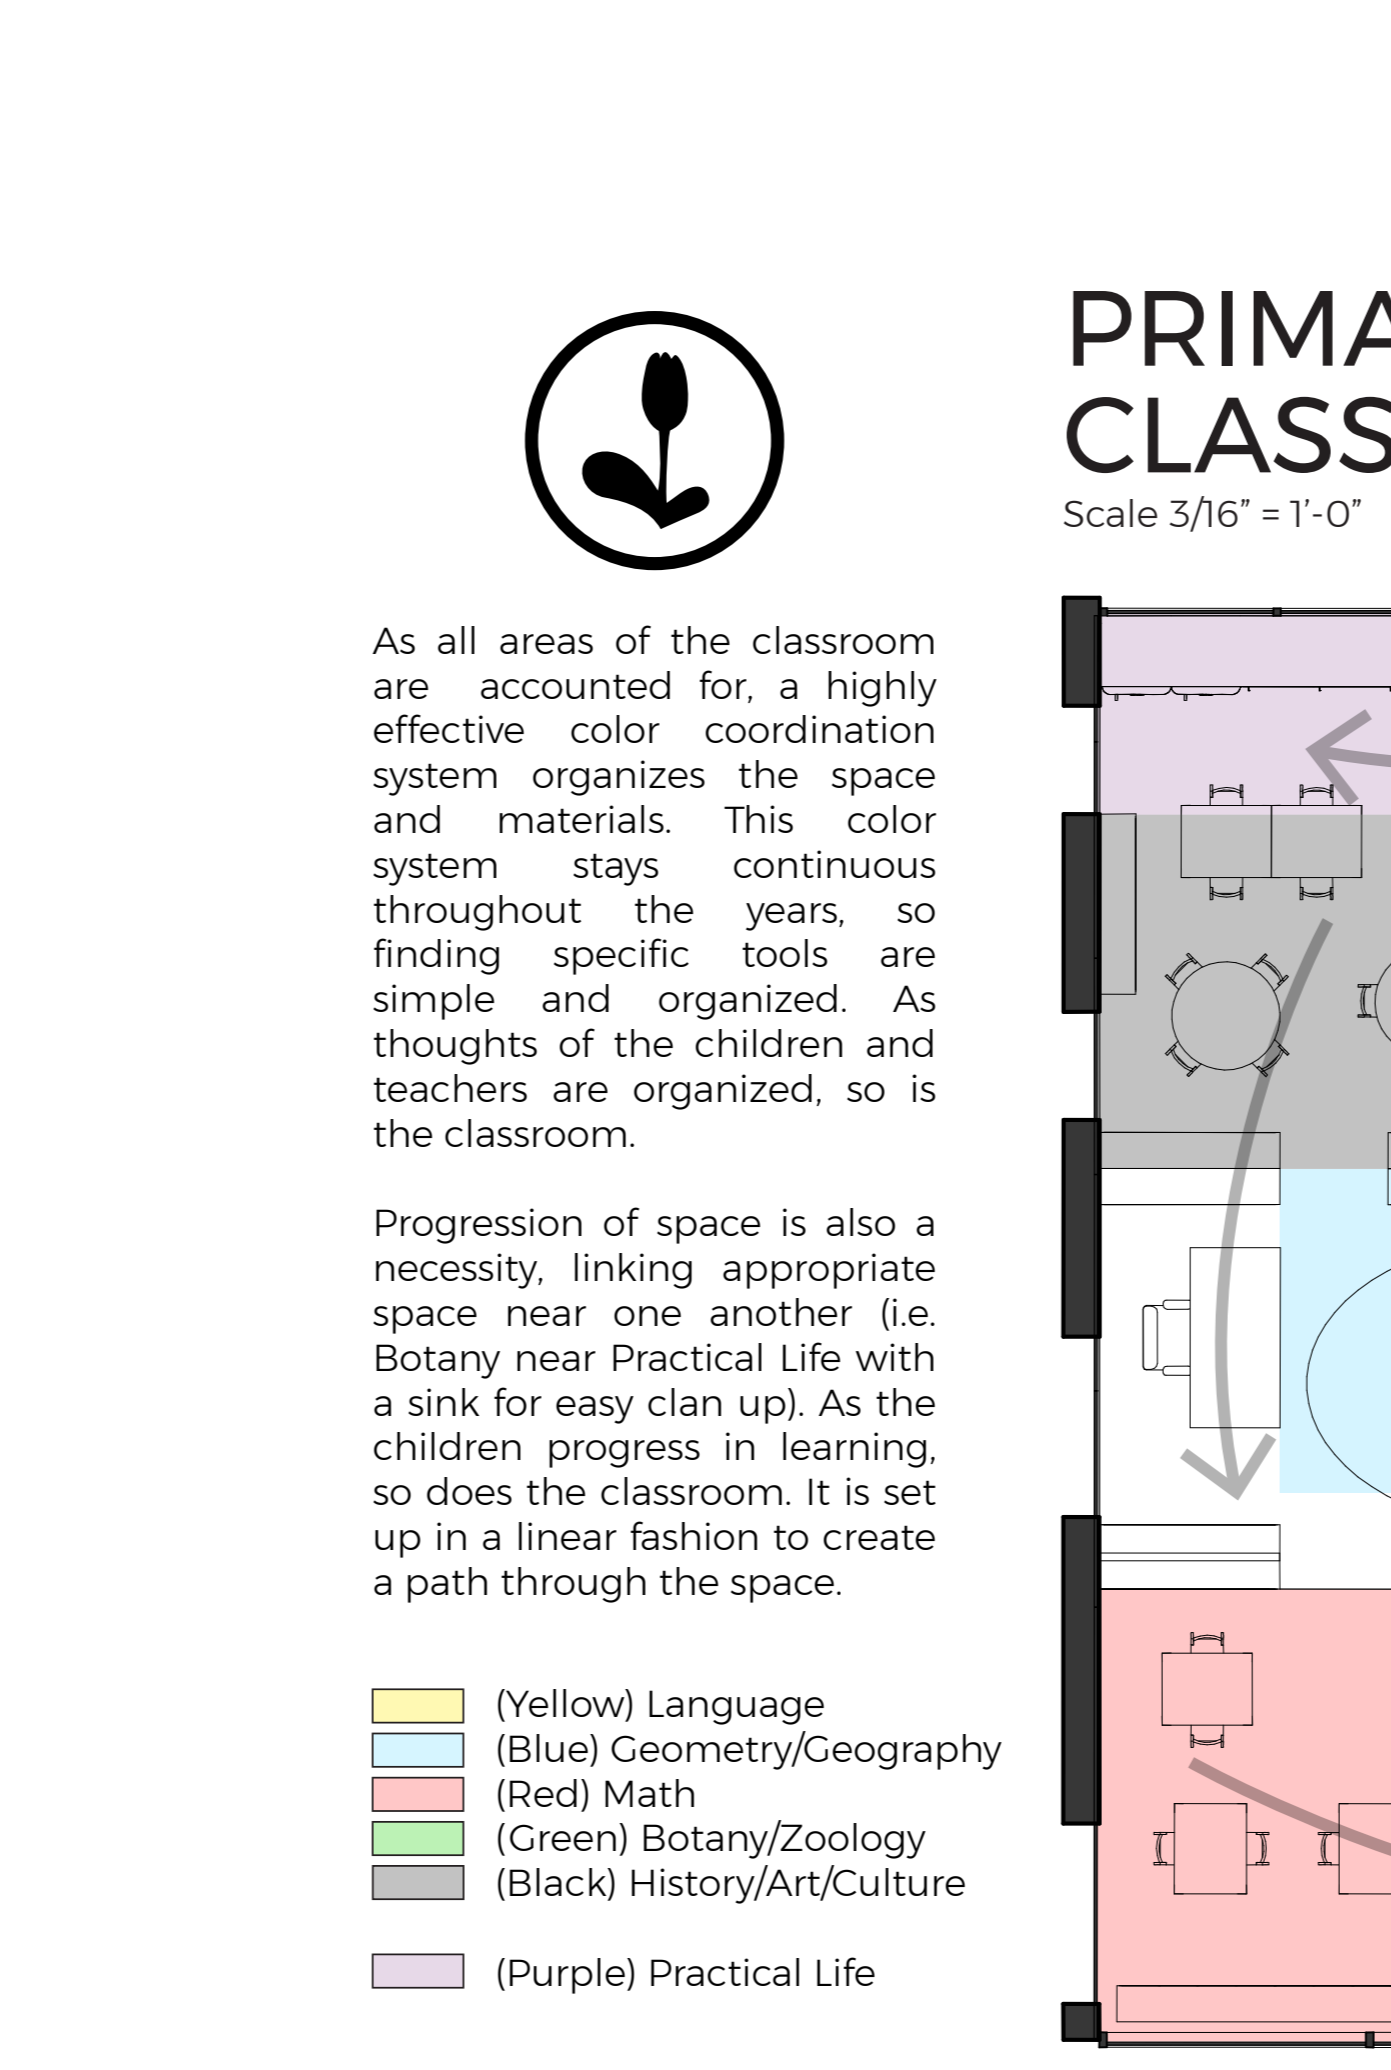 PRIMA
CLASS
Scale 3/16” = 1’-0”
As all areas of the classroom
are accounted for, a highly
effective color coordination
system organizes the space
and materials. This color
system stays continuous
throughout the years, so
finding specific tools are
simple and organized. As
thoughts of the children and
teachers are organized, so is
the classroom.
Progression of space is also a
necessity, linking appropriate
space near one another (i.e.
Botany near Practical Life with
a sink for easy clan up). As the
children progress in learning,
so does the classroom. It is set
up in a linear fashion to create
a path through the space.
(Yellow) Language
(Blue) Geometry/Geography
(Red) Math
(Green) Botany/Zoology
(Black) History/Art/Culture
(Purple) Practical Life